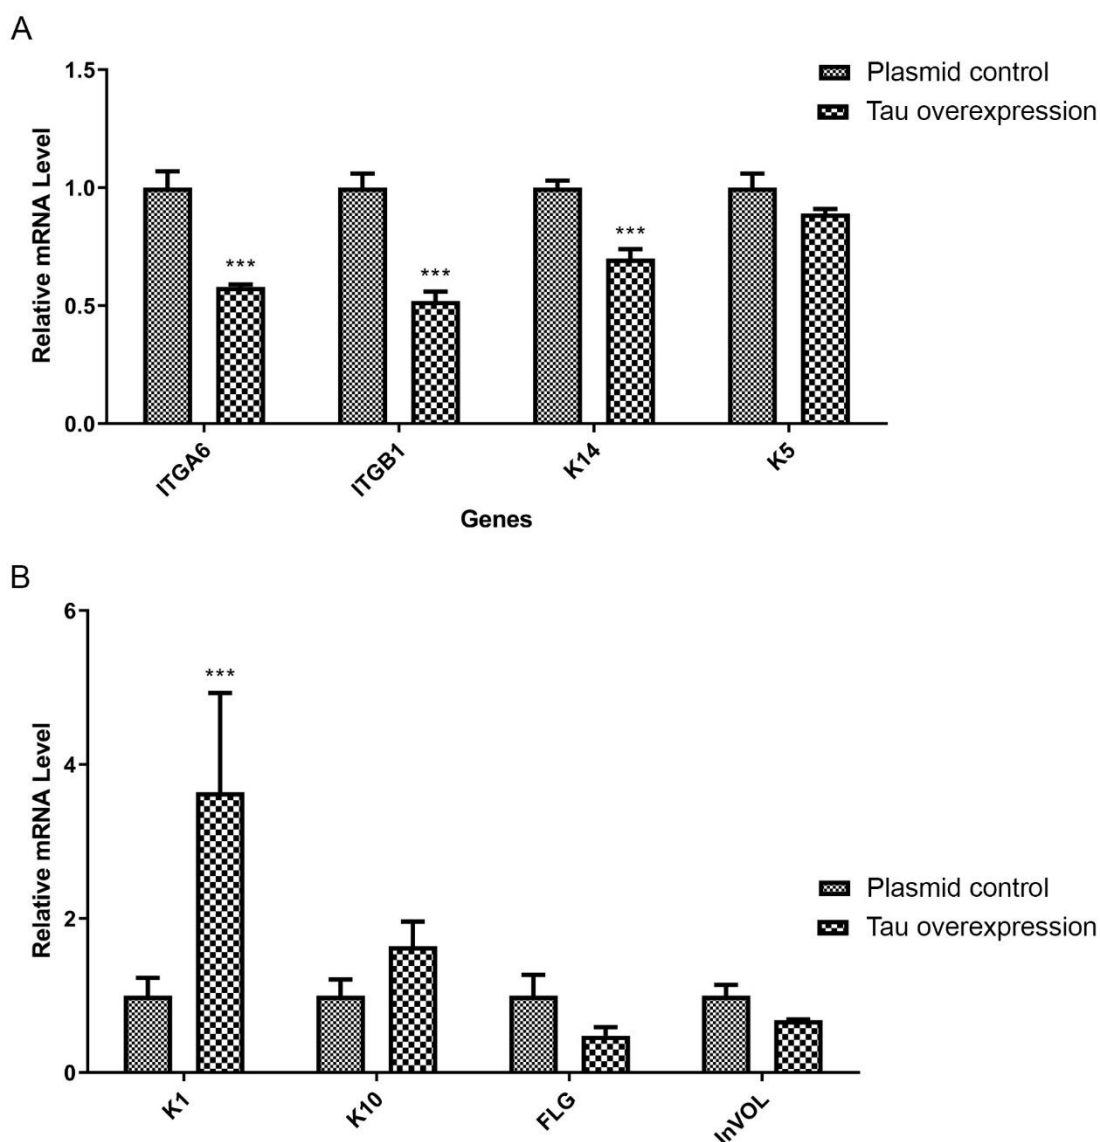 A
Plasmid control
Tau overexpression
Relative mRNA Level
1.5
1.0
0.5
0.0
***
***
***
ITGA6
ITGB1
K14
K5
Genes
B
Relative mRNA Level
6
4
2
0
***
Plasmid control
Tau overexpression
K1
K10
FLG
InVOL